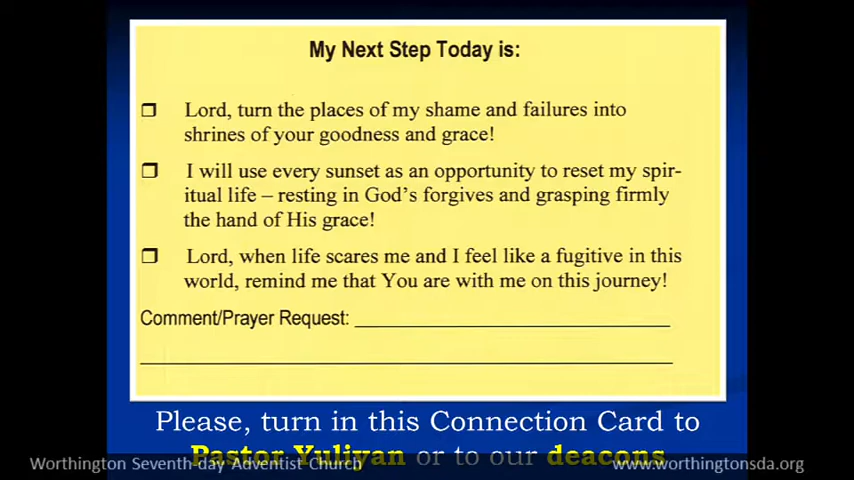 My Next Step Today is:
❒ Lord, turn the places of my shame and failures into
shrines of your goodness and grace!
❒ I will use every sunset as an opportunity to reset my spir-
itual life – resting in God's forgives and grasping firmly
the hand of His grace!
❒ Lord, when life scares me and I feel like a fugitive in this
world, remind me that You are with me on this journey!
Comment/Prayer Request:
Please, turn in this Connection Card to
Pastor Yuliyan or to our deacons
Worthington Seventh-day Adventist Church
www.worthingtonsda.org